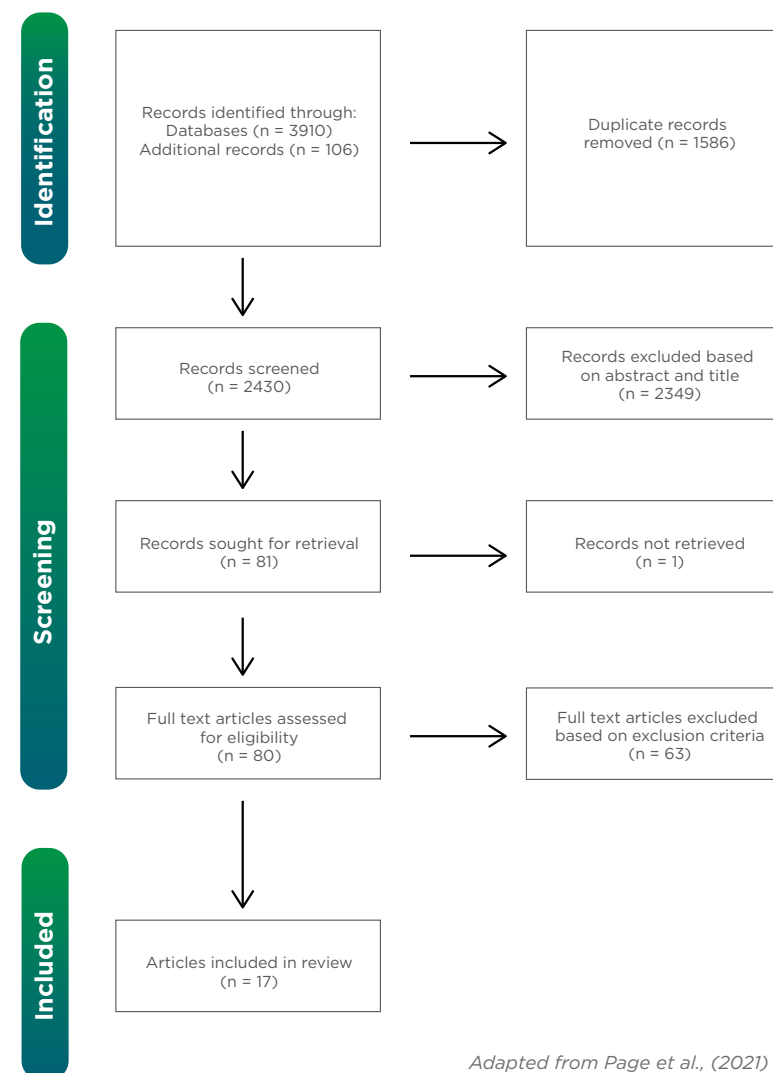 Identification
Records identified through:
Databases (n = 3910)
Additional records (n = 106)
Duplicate records
removed (n = 1586)
Screening
Records screened
(n = 2430)
Records excluded based
on abstract and title
(n = 2349)
Records sought for retrieval
(n = 81)
Records not retrieved
(n = 1)
Full text articles assessed
for eligibility
(n = 80)
Full text articles excluded
based on exclusion criteria
(n = 63)
Included
Articles included in review
(n = 17)
Adapted from Page et al., (2021)